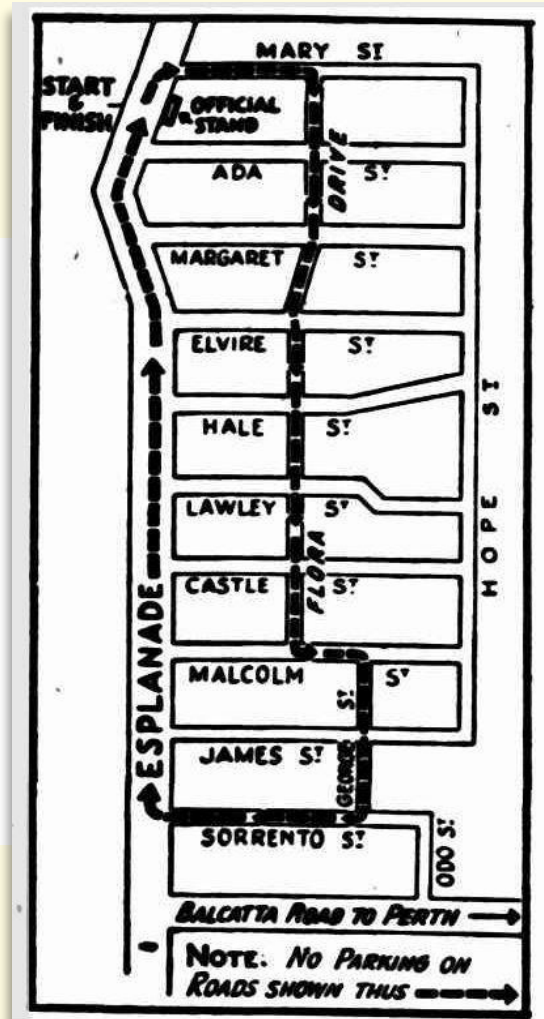 MARY ST
START
&
FINISH
OFFICIAL
STAND
ADA ST
DRIVE
MARGARET ST
ELVIRE ST
HALE ST
HOPE ST
LAWLEY ST
FLORA
CASTLE ST
ESPLANADE
MALCOLM ST
GEORGE ST
JAMES ST
SORRENTO ST
ODO ST
BALCATTA ROAD TO PERTH
NOTE. NO PARKING ON
ROADS SHOWN THUS